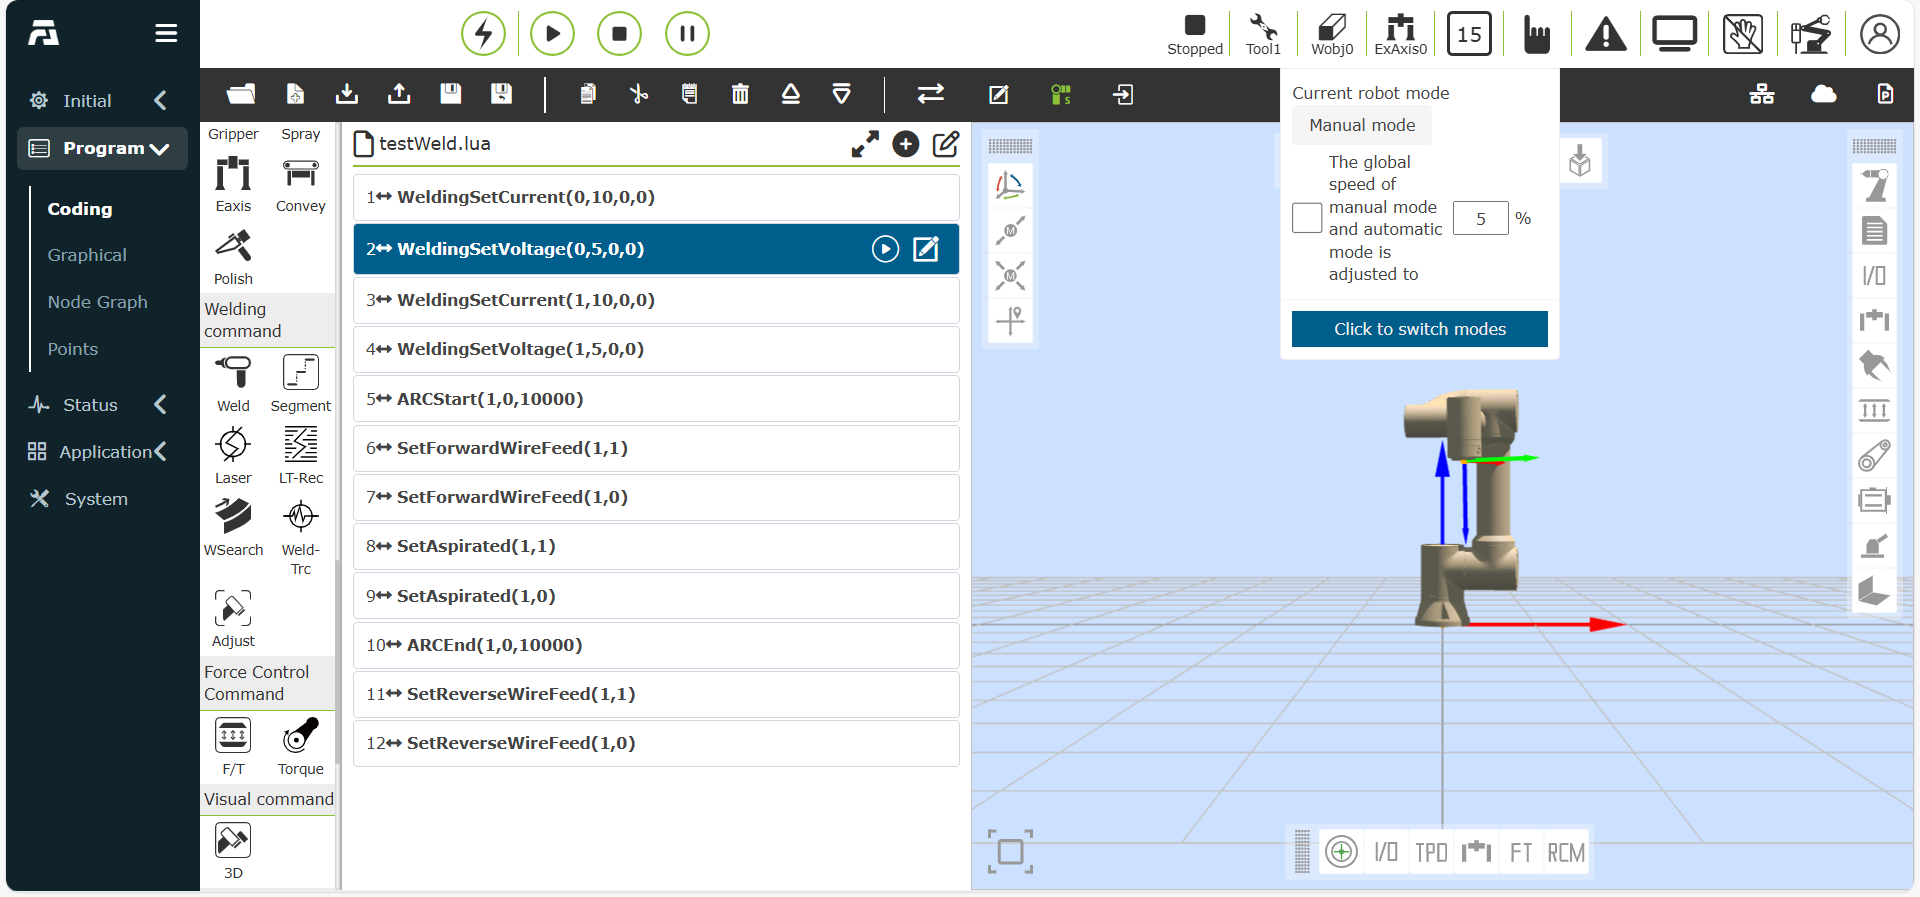 Stopped
Tool1
Wobj0
ExAxis0
15
Initial
Program
Coding
Graphical
Node Graph
Points
Status
Application
System
Gripper
Spray
Eaxis
Convey
Polish
Welding
command
Weld
Segment
Laser
LT-Rec
WSearch
Weld-
Trc
Adjust
Force Control
Command
F/T
Torque
Visual command
3D
testWeld.lua
1 WeldingSetCurrent(0,10,0,0)
2 WeldingSetVoltage(0,5,0,0)
3 WeldingSetCurrent(1,10,0,0)
4 WeldingSetVoltage(1,5,0,0)
5 ARCStart(1,0,10000)
6 SetForwardWireFeed(1,1)
7 SetForwardWireFeed(1,0)
8 SetAspirated(1,1)
9 SetAspirated(1,0)
10 ARCEnd(1,0,10000)
11 SetReverseWireFeed(1,1)
12 SetReverseWireFeed(1,0)
Current robot mode
Manual mode
The global
speed of
manual mode
and automatic
mode is
adjusted to
5 %
Click to switch modes
M
M
I/O
S
P
I/O
TPD
FT
RCM